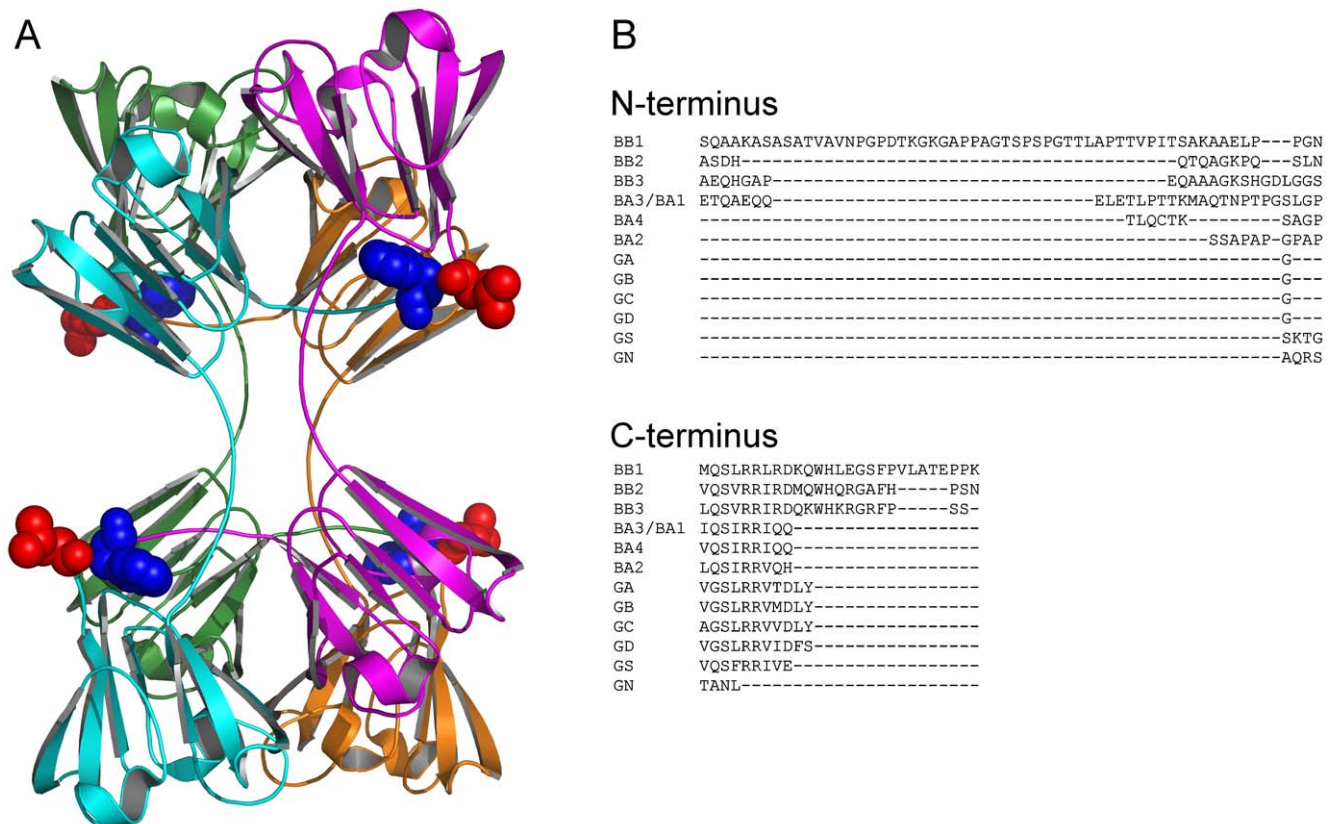 A
B
N-terminus
BB1 SQAAKASASATVAVNPGPDTKGKGAPPAGTSPSPGTTLAPTTVPITSAKAAELP---PGN
BB2 ASDH------------------------------------------QTQAGKPQ---SLN
BB3 AEQHGAP--------------------------------------EQAAAGKSHGDLGGS
BA3/BA1 ETQAEQQ-------------------------------ELETLPTTKMAQTNPTPGSLGP
BA4 -----------------------------------------TLQCTK---------SAGP
BA2 -------------------------------------------------SSAPAP-GPAP
GA --------------------------------------------------------G---
GB --------------------------------------------------------G---
GC --------------------------------------------------------G---
GD --------------------------------------------------------G---
GS --------------------------------------------------------SKTG
GN --------------------------------------------------------AQRS
C-terminus
BB1 MQSLRRLRDKQWHLEGSFPVLATEPPK
BB2 VQSVRRIRDMQWHQRGAFH-----PSN
BB3 LQSVRRIRDQKWHKRGRFP-----SS-
BA3/BA1 IQSIRRIQQ------------------
BA4 VQSIRRIQQ------------------
BA2 LQSIRRVQH------------------
GA VGSLRRVTDLY----------------
GB VGSLRRVMDLY----------------
GC AGSLRRVVDLY----------------
GD VGSLRRVIDFS----------------
GS VQSFRRIVE------------------
GN TANL-----------------------